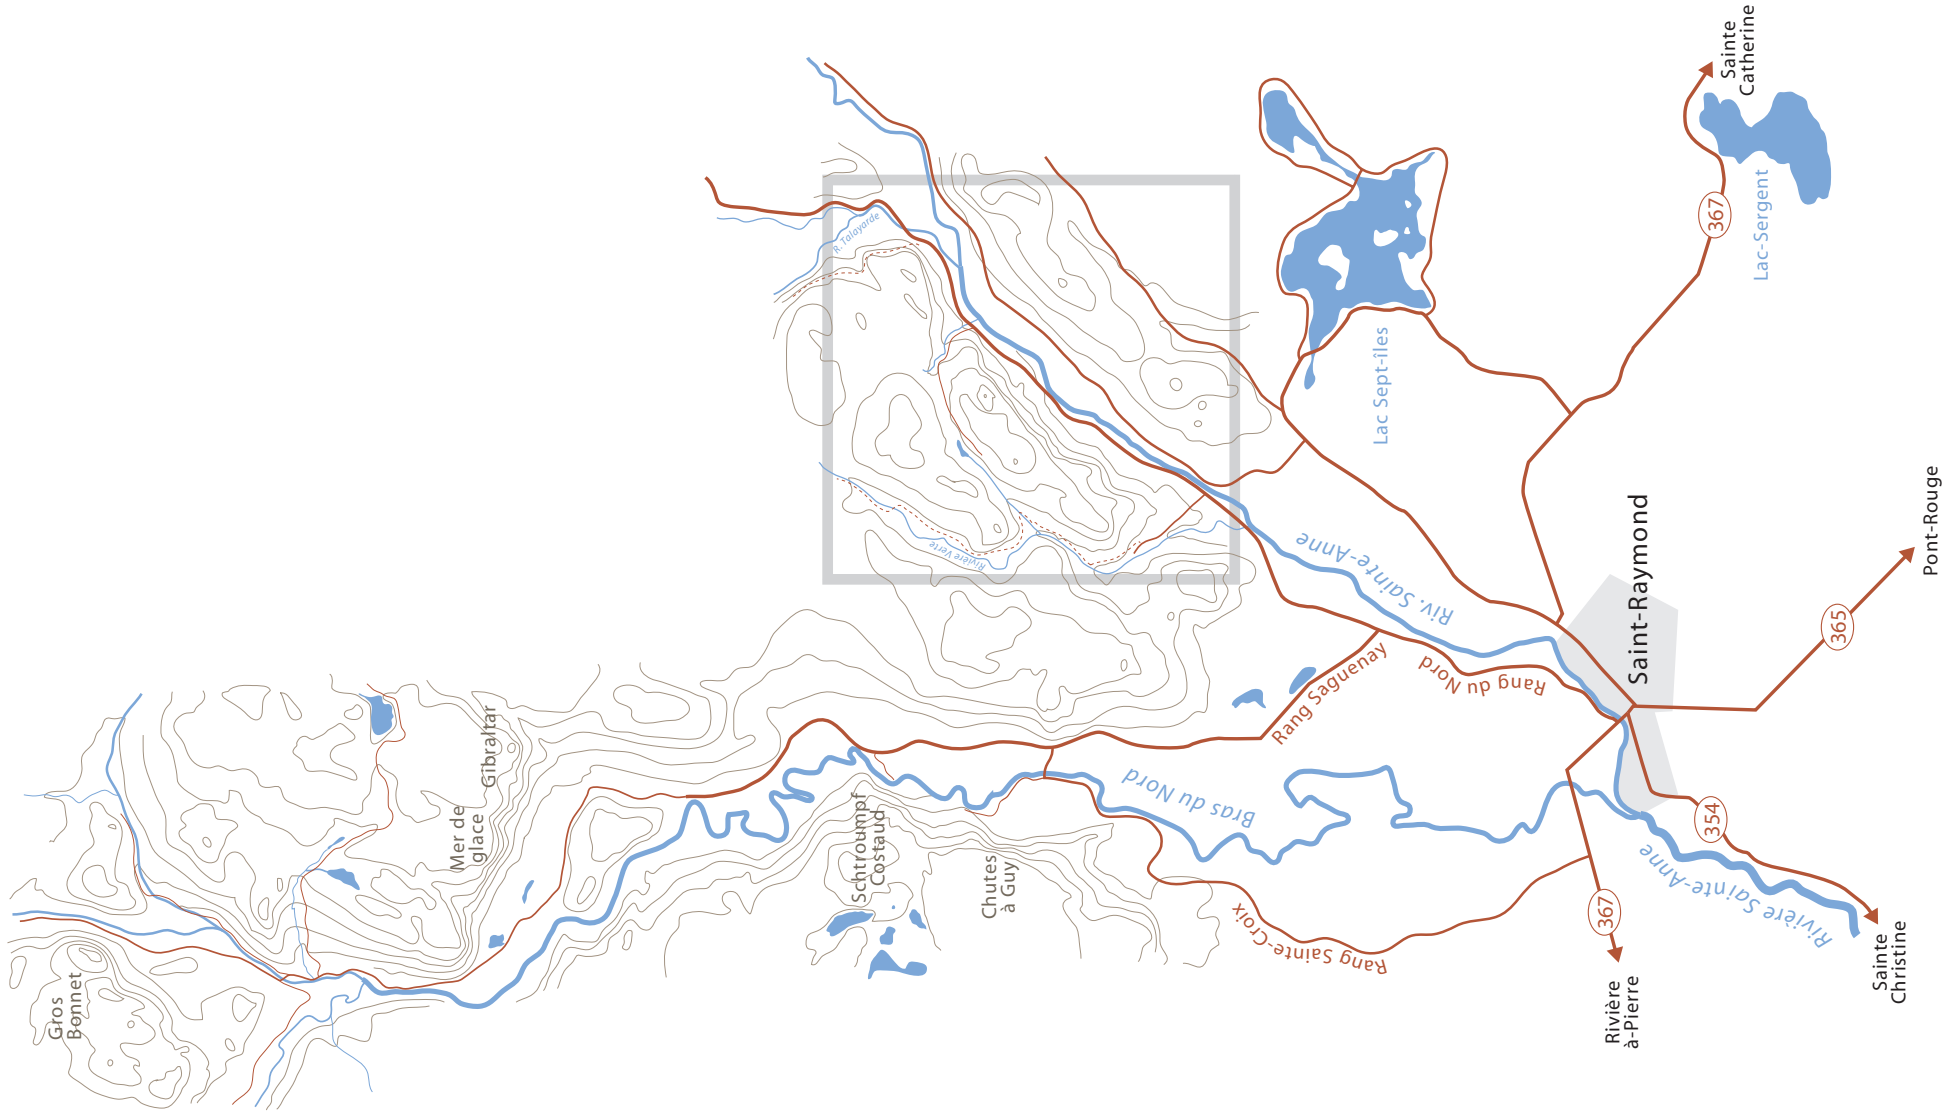 Gros
Bonnet
Mer de
glace
Gibraltar
Schtroumpf
Costaud
Chutes
à Guy
R. Talayarde
Rivière Verte
Bras du Nord
Rang Saguenay
Rang du Nord
Riv. Sainte-Anne
Rang Sainte-Croix
Lac Sept-îles
Lac-Sergent
Sainte
Catherine
367
Saint-Raymond
365
Pont-Rouge
354
Rivière Sainte-Anne
Sainte
Christine
367
Rivière
à-Pierre